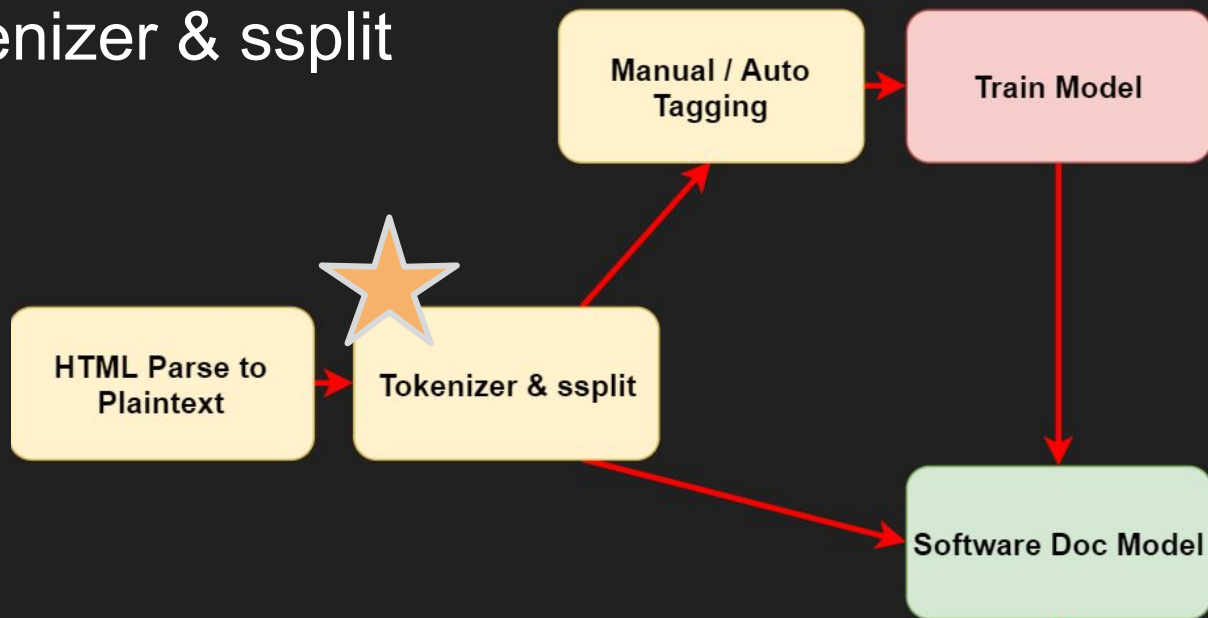 enizer & ssplit
Manual / Auto
Tagging
Train Model
HTML Parse to
Plaintext
Tokenizer & ssplit
Software Doc Model